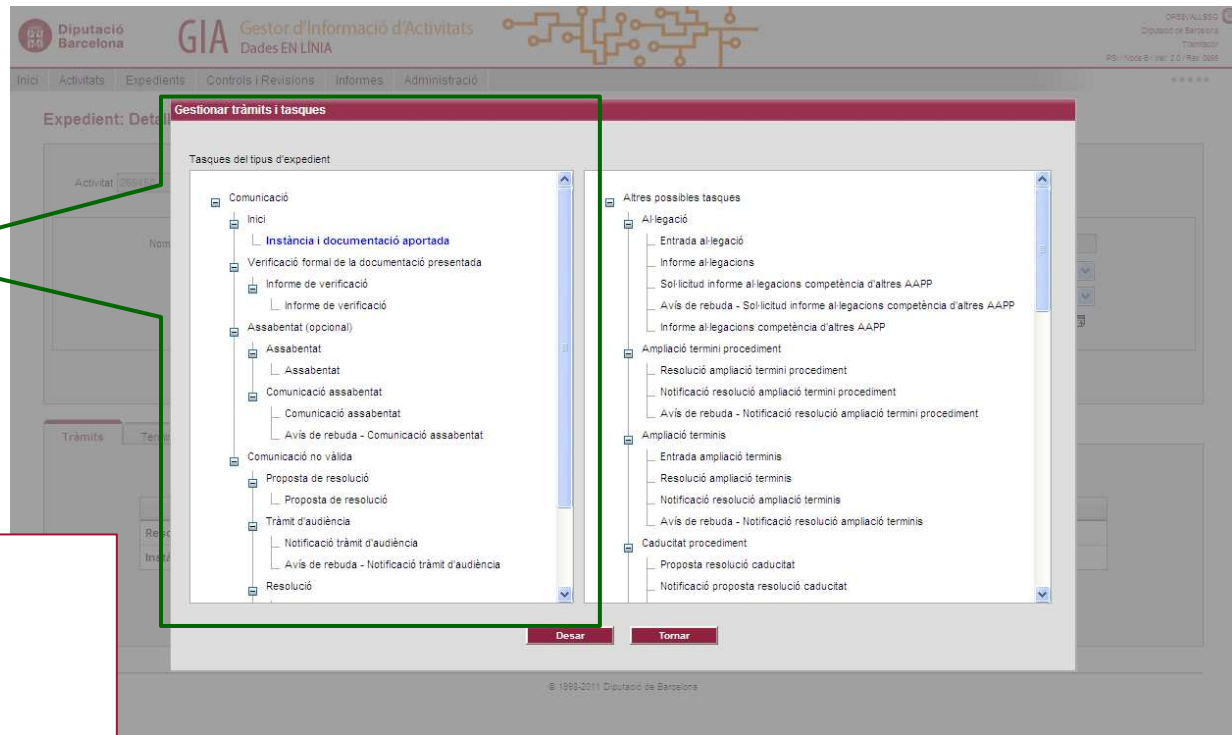 Diputació
Barcelona
GIA
Gestor d'Informació d'Activitats
Dades EN LÍNIA
Diputació de Barcelona
Tramitador
Inici Activitats Expedients Controls i Revisions Informes Administració
Expedient: Detall
Gestionar tràmits i tasques
Activitat
Nom
Tràmits
Tasques del tipus d'expedient
Comunicació
Inici
Instància i documentació aportada
Verificació formal de la documentació presentada
Informe de verificació
Informe de verificació
Assabentat (opcional)
Assabentat
Assabentat
Comunicació assabentat
Comunicació assabentat
Avís de rebuda - Comunicació assabentat
Comunicació no vàlida
Proposta de resolució
Proposta de resolució
Tràmit d'audiència
Notificació tràmit d'audiència
Avís de rebuda - Notificació tràmit d'audiència
Resolució
Altres possibles tasques
Al·legació
Entrada al·legació
Informe al·legacions
Sol·licitud informe al·legacions competència d'altres AAPP
Avís de rebuda - Sol·licitud informe al·legacions competència d'altres AAPP
Informe al·legacions competència d'altres AAPP
Ampliació termini procediment
Resolució ampliació termini procediment
Notificació resolució ampliació termini procediment
Avís de rebuda - Notificació resolució ampliació termini procediment
Ampliació terminis
Entrada ampliació terminis
Resolució ampliació terminis
Notificació resolució ampliació terminis
Avís de rebuda - Notificació resolució ampliació terminis
Caducitat procediment
Proposta resolució caducitat
Notificació proposta resolució caducitat
Desar Tornar
© 1998-2011 Diputació de Barcelona